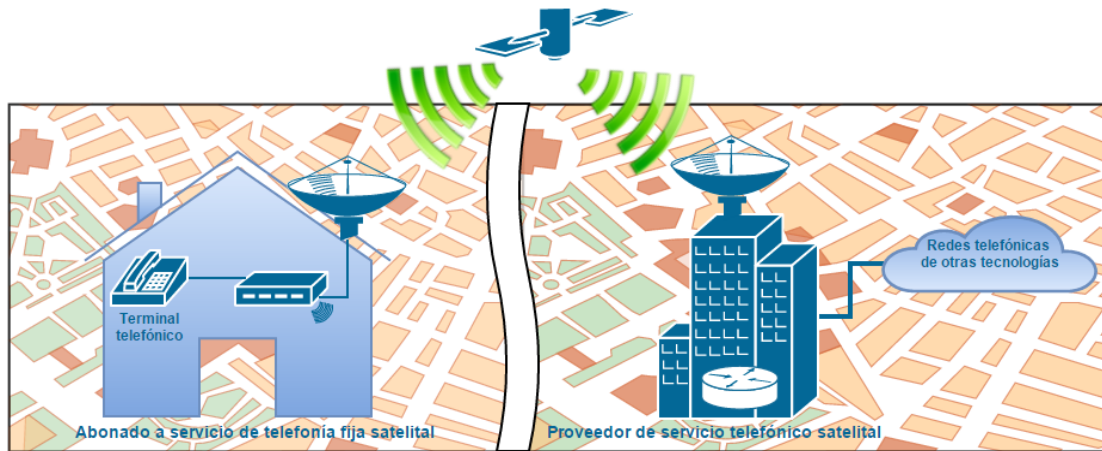 Redes telefónicas
de otras tecnologías
Terminal
telefónico
Abonado a servicio de telefonía fija satelital
Proveedor de servicio telefónico satelital